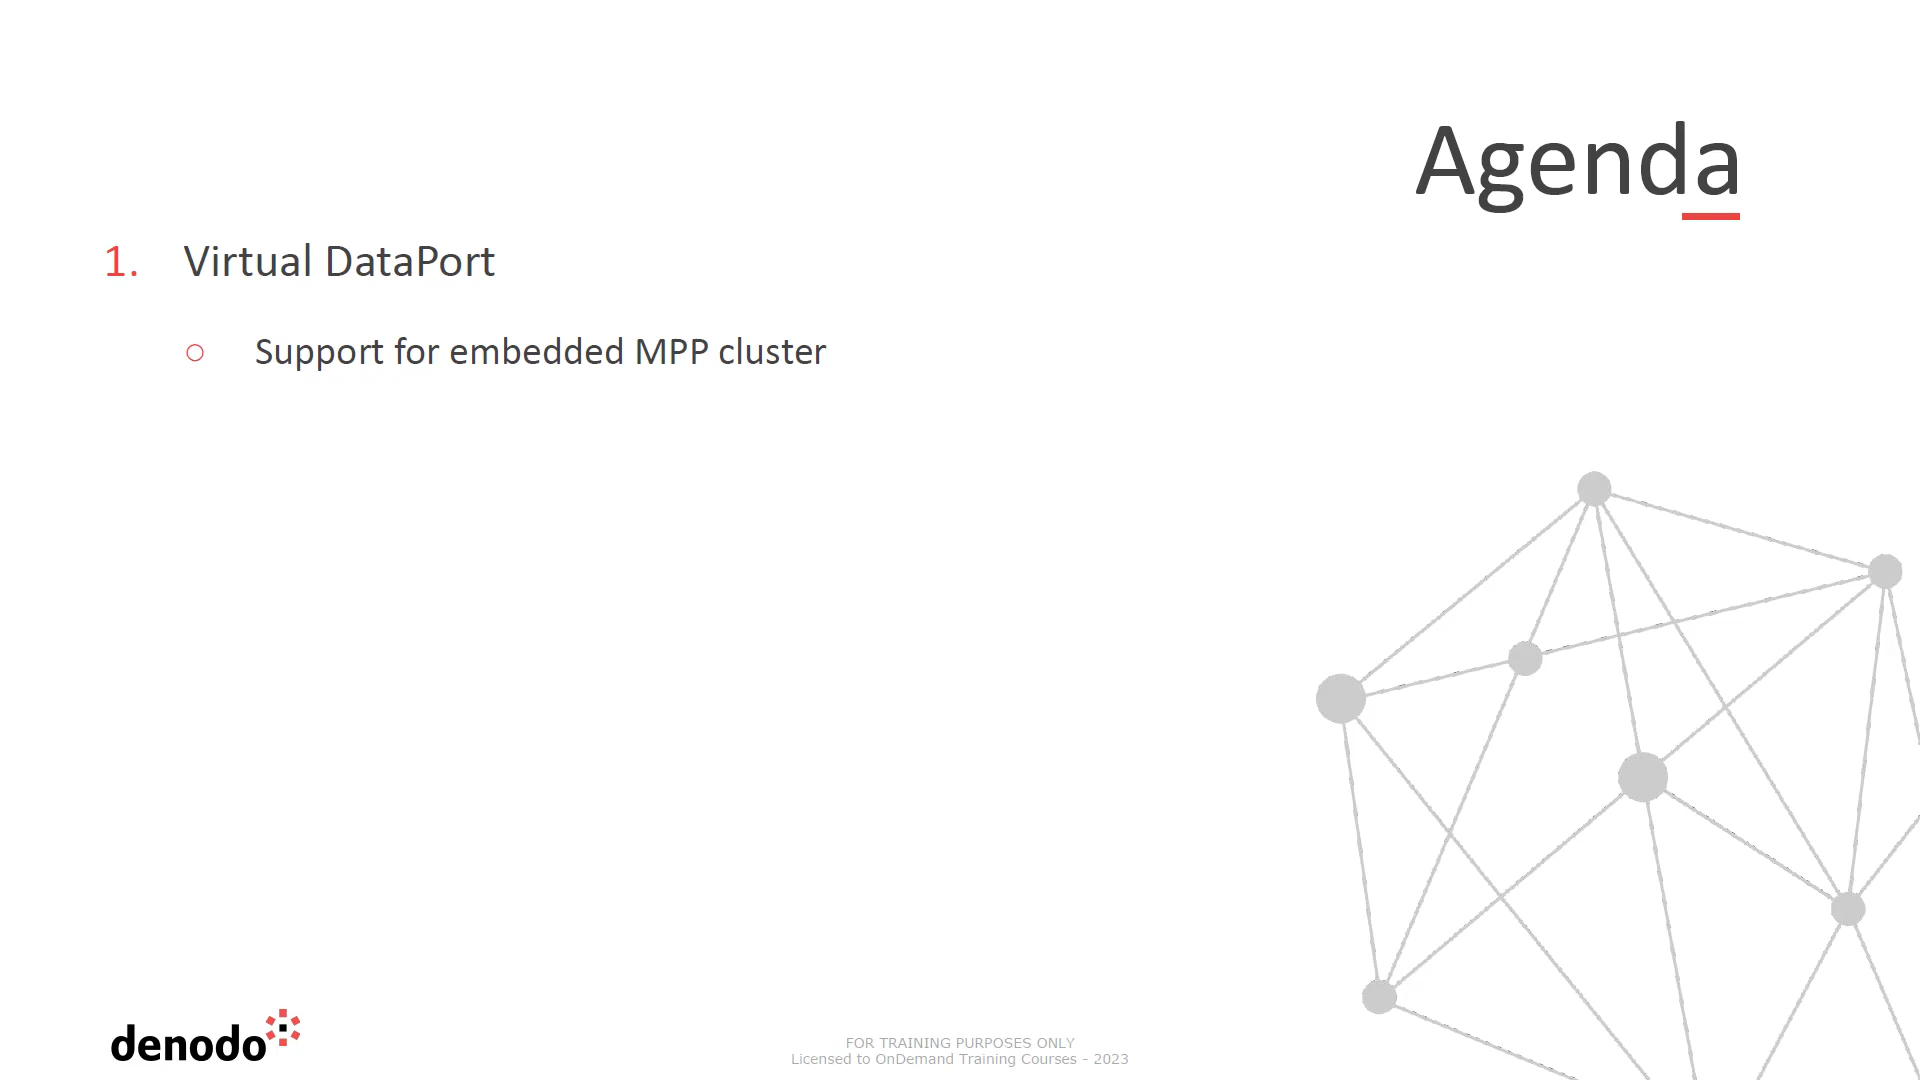 Agenda
1. Virtual DataPort
○ Support for embedded MPP cluster
denodo
FOR TRAINING PURPOSES ONLY
Licensed to OnDemand Training Courses - 2023